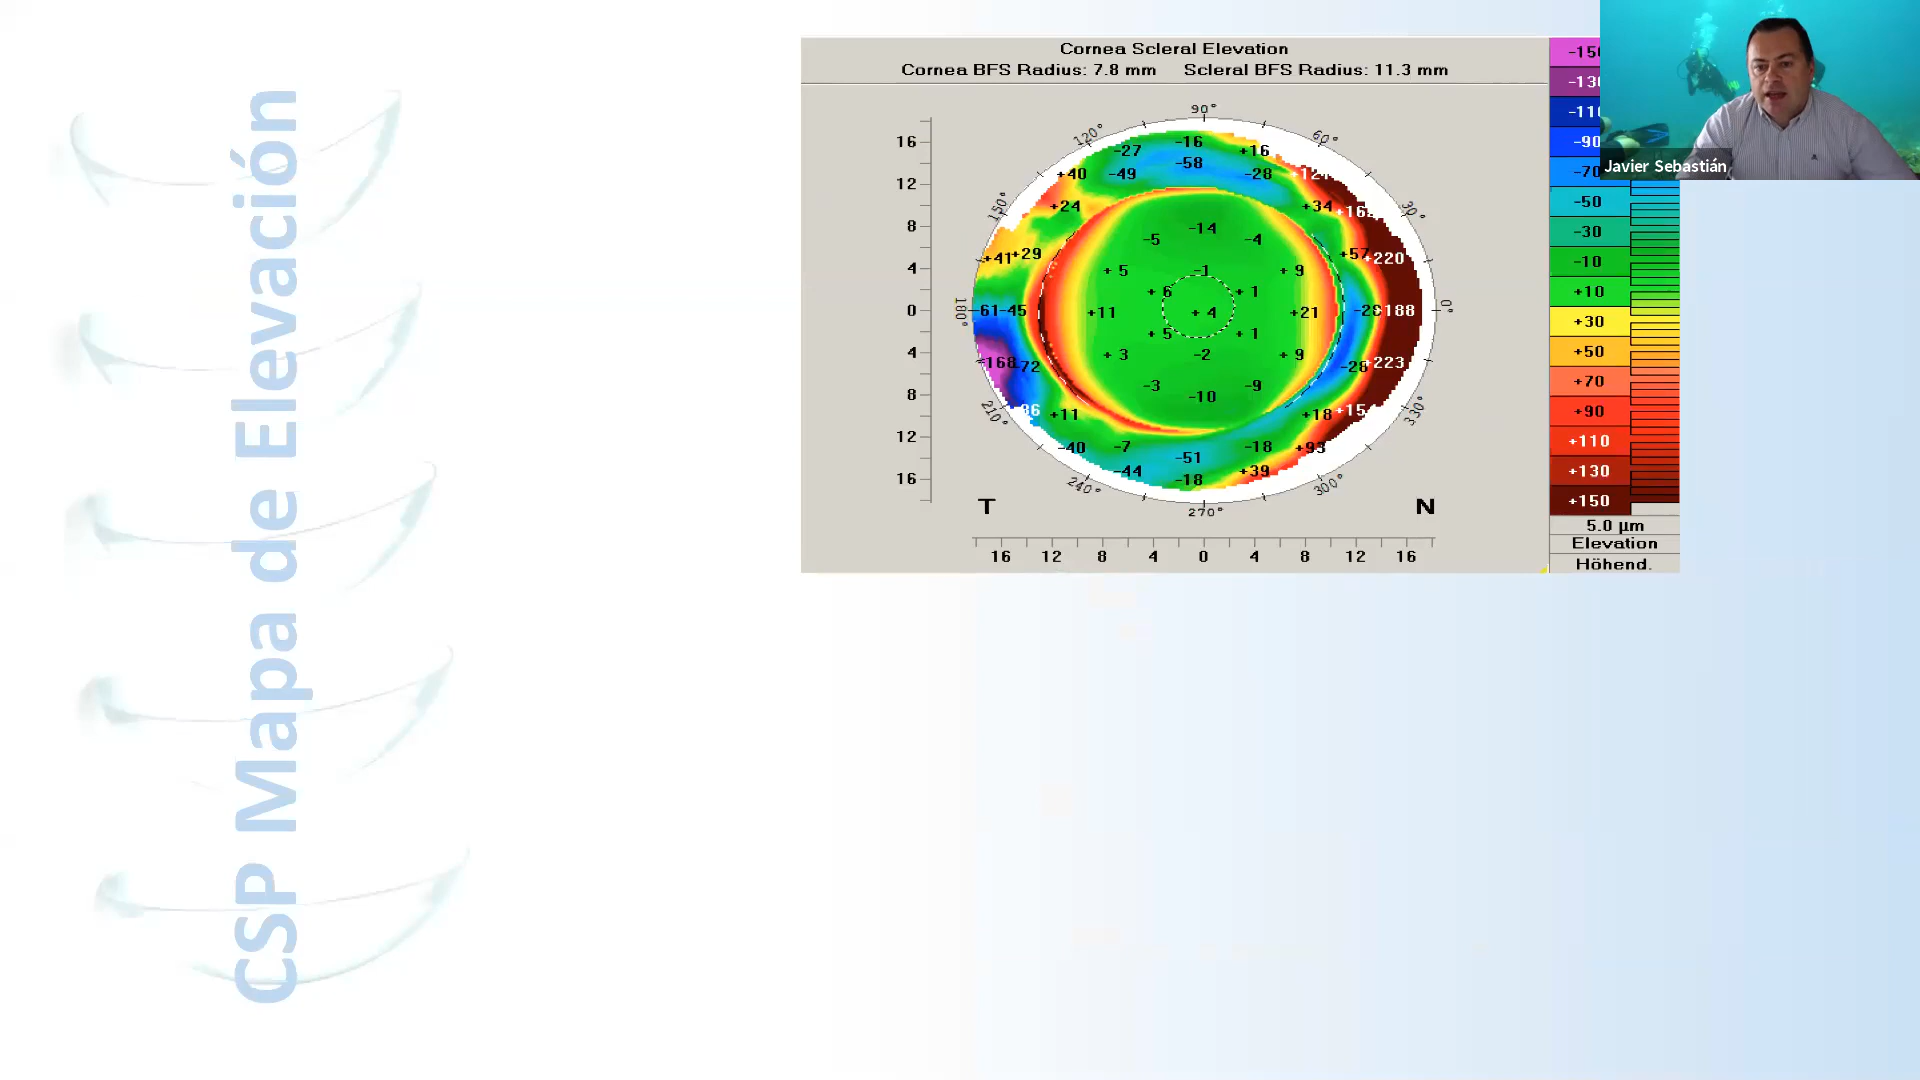 CSP Mapa de Elevación
Cornea Scleral Elevation
Cornea BFS Radius: 7.8 mm Scleral BFS Radius: 11.3 mm
90°
120° 60°
16 -27 -16 +16
-58
12 +40 -49 -28
150° 30°
8 +24 +34
-5 -14 -4
+41 +29 +57 +220
4 +5 -1 +9
+6 +1
180° 0 -61 -45 +11 +4 +21 188 0°
+5 +1
4 +3 -2 +9
-168 -72 -28 +223
-3 -10 -9
8
210° +11 +18 330°
12 -40 -7 -51 -18 +93
16 -44 -18 +39
240° 300°
270°
T N
16 12 8 4 0 4 8 12 16
-50
-30
-10
+10
+30
+50
+70
+90
+110
+130
+150
5.0 µm
Elevation
Höhend.
Javier Sebastián